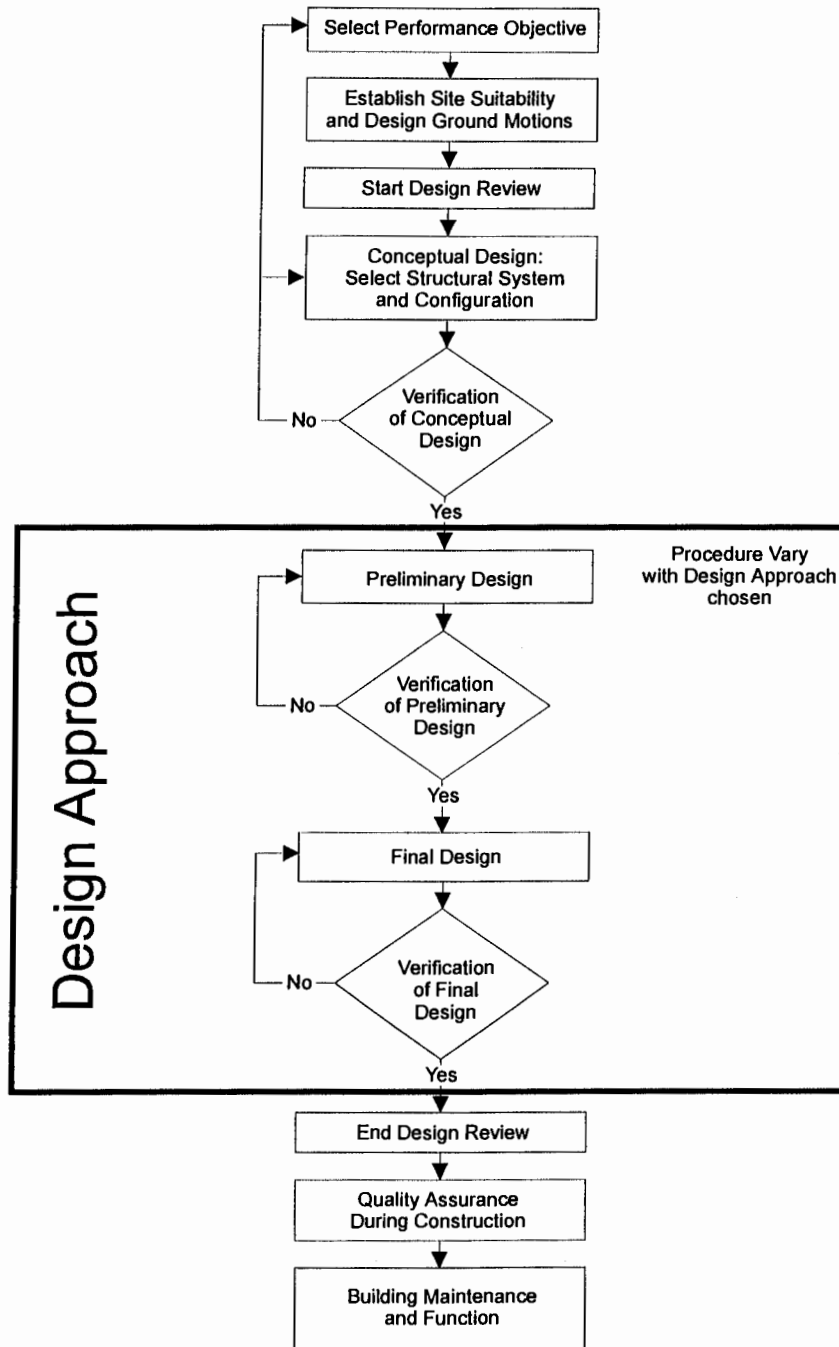 Select Performance Objective
Establish Site Suitability
and Design Ground Motions
Start Design Review
Conceptual Design:
Select Structural System
and Configuration
Verification
of Conceptual
Design
No
Yes
Design Approach
Procedure Vary
with Design Approach
chosen
Preliminary Design
Verification
of Preliminary
Design
No
Yes
Final Design
Verification
of Final
Design
No
Yes
End Design Review
Quality Assurance
During Construction
Building Maintenance
and Function